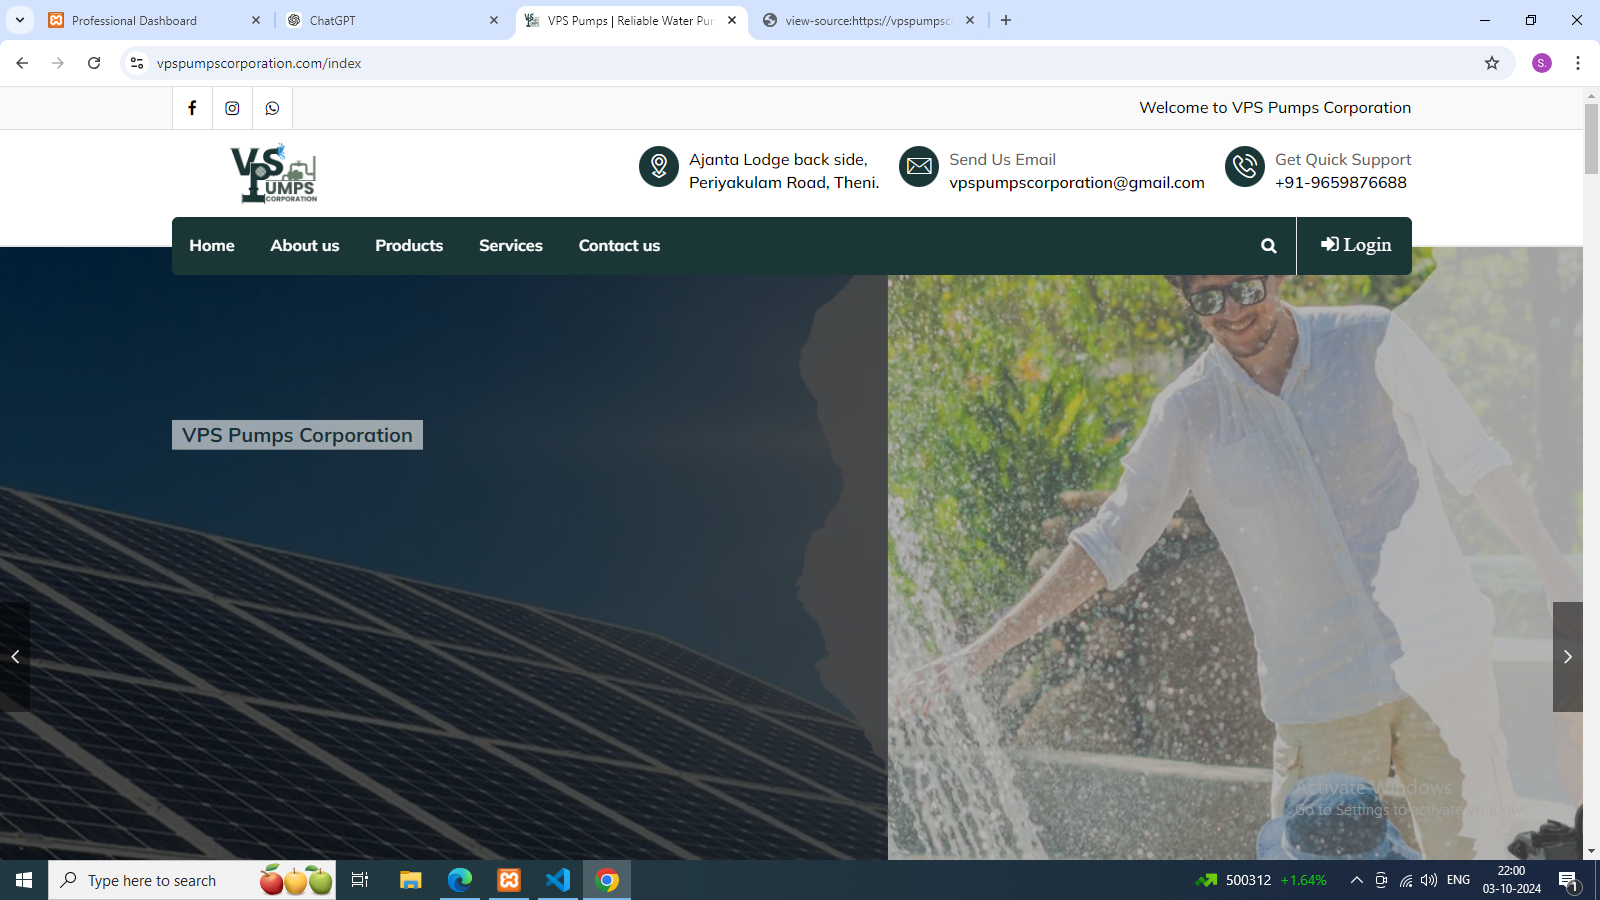 Professional Dashboard
ChatGPT
VPS Pumps | Reliable Water Pur
view-source:https://vpspumpsc
vpspumpscorporation.com/index
S.
Welcome to VPS Pumps Corporation
VPS PUMPS CORPORATION
Ajanta Lodge back side,
Periyakulam Road, Theni.
Send Us Email
vpspumpscorporation@gmail.com
Get Quick Support
+91-9659876688
Home
About us
Products
Services
Contact us
Login
VPS Pumps Corporation
Activate Windows
Go to Settings to activate Windows.
Type here to search
500312 +1.64%
ENG
22:00
03-10-2024
1